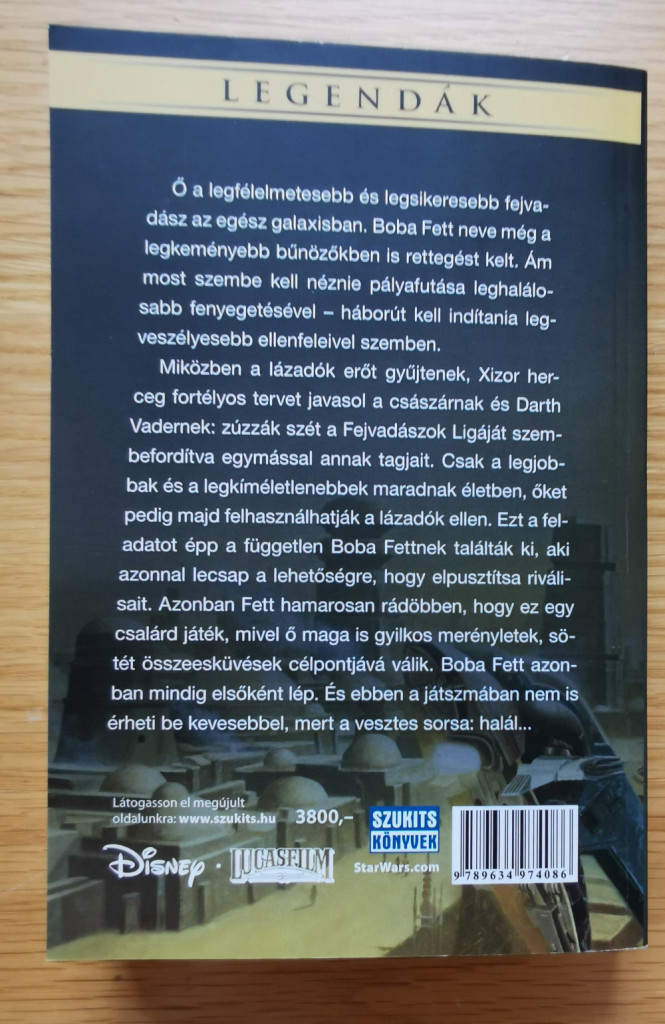 LEGENDÁK
Ő a legfélelmetesebb és legsikeresebb fejva-
dász az egész galaxisban. Boba Fett neve még a
legkeményebb bűnözőkben is rettegést kelt. Ám
most szembe kell néznie pályafutása leghalálo-
sabb fenyegetésével – háborút kell indítania leg-
veszélyesebb ellenfeleivel szemben.
Miközben a lázadók erőt gyűjtenek, Xizor her-
ceg fortélyos tervet javasol a császárnak és Darth
Vadernek: zúzzák szét a Fejvadászok Ligáját szem-
befordítva egymással annak tagjait. Csak a legjob-
bak és a legkíméletlenebbek maradnak életben, őket
pedig majd felhasználhatják a lázadók ellen. Ezt a fel-
adatot épp a független Boba Fettnek találták ki, aki
azonnal lecsap a lehetőségre, hogy elpusztítsa riváli-
sait. Azonban Fett hamarosan rádöbben, hogy ez egy
csalárd játék, mivel ő maga is gyilkos merényletek, sö-
tét összeesküvések célpontjává válik. Boba Fett azon-
ban mindig elsőként lép. És ebben a játszmában nem is
érheti be kevesebbel, mert a vesztes sorsa: halál...
Látogasson el megújult
oldalunkra: www.szukits.hu
3800,–
SZUKITS
KÖNYVEK
StarWars.com
DISNEY · LUCASFILM
9 789634 974086